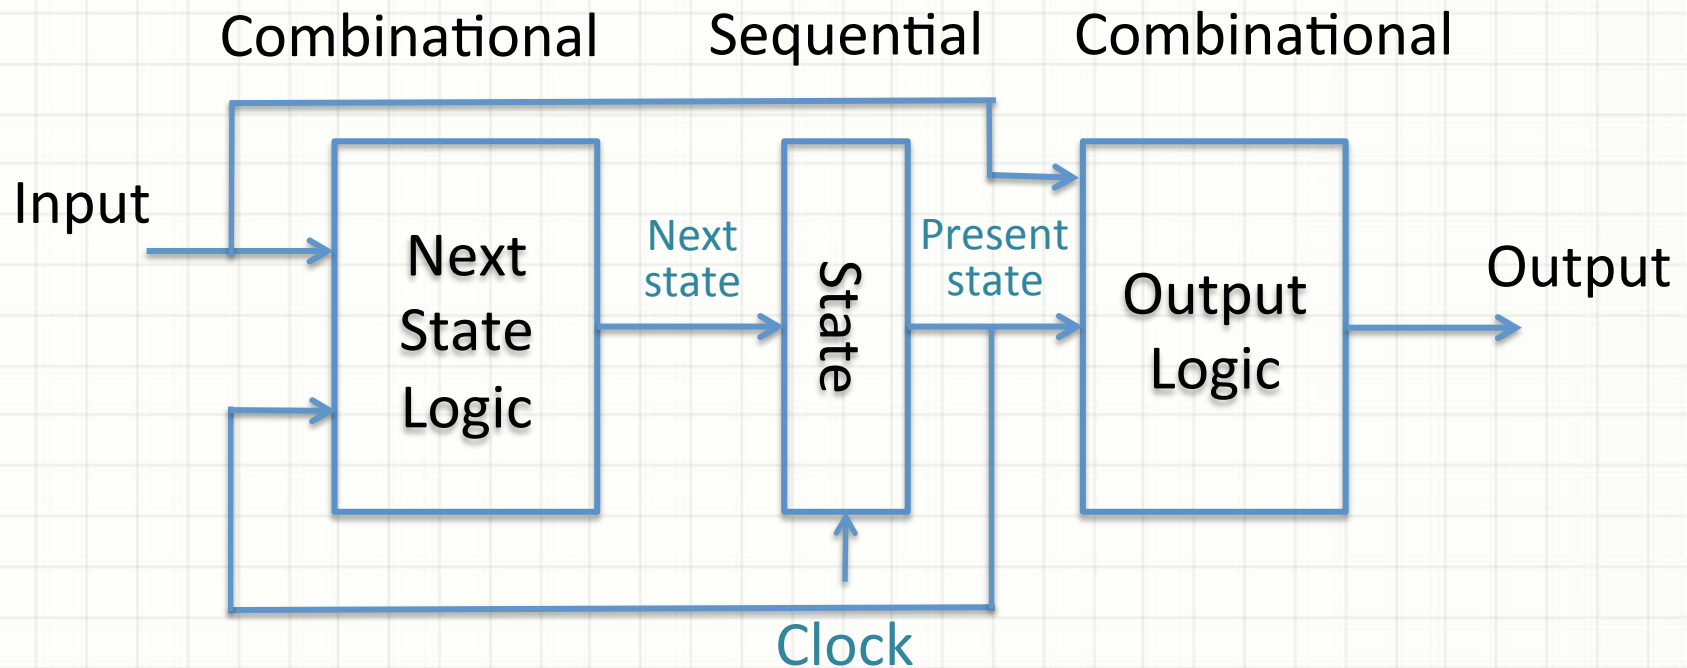 Combinational
Sequential
Combinational
Input
Next
State
Logic
Next
state
State
Present
state
Output
Logic
Output
Clock